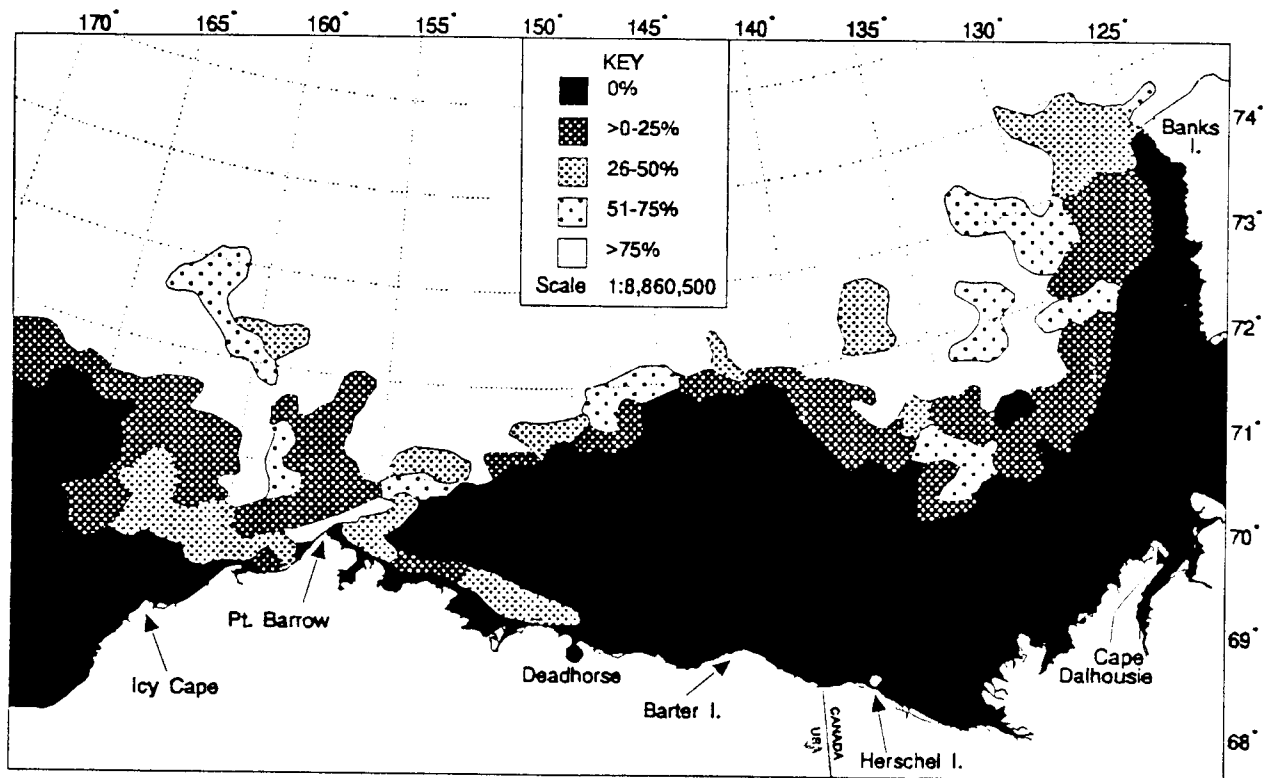 170° 165° 160° 155° 150° 145° 140° 135° 130° 125°
KEY
0%
>0-25%
26-50%
51-75%
>75%
Scale 1:8,860,500
74°
Banks
I.
73°
72°
71°
70°
69°
68°
Pt. Barrow
Icy Cape
Deadhorse
Barter I.
CANADA
USA
Herschel I.
Cape
Dalhousie